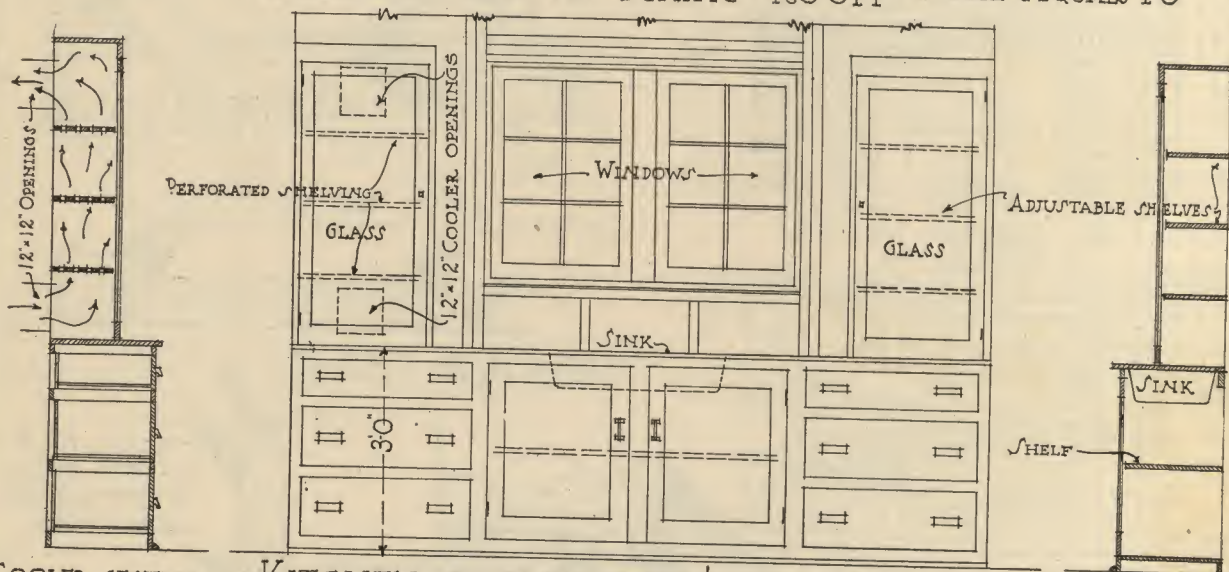 12"×12" OPENINGS
PERFORATED SHELVING
GLASS
12"×12" COOLER OPENINGS
WINDOWS
SINK
3'-0"
GLASS
ADJUSTABLE SHELVES
SINK
SHELF